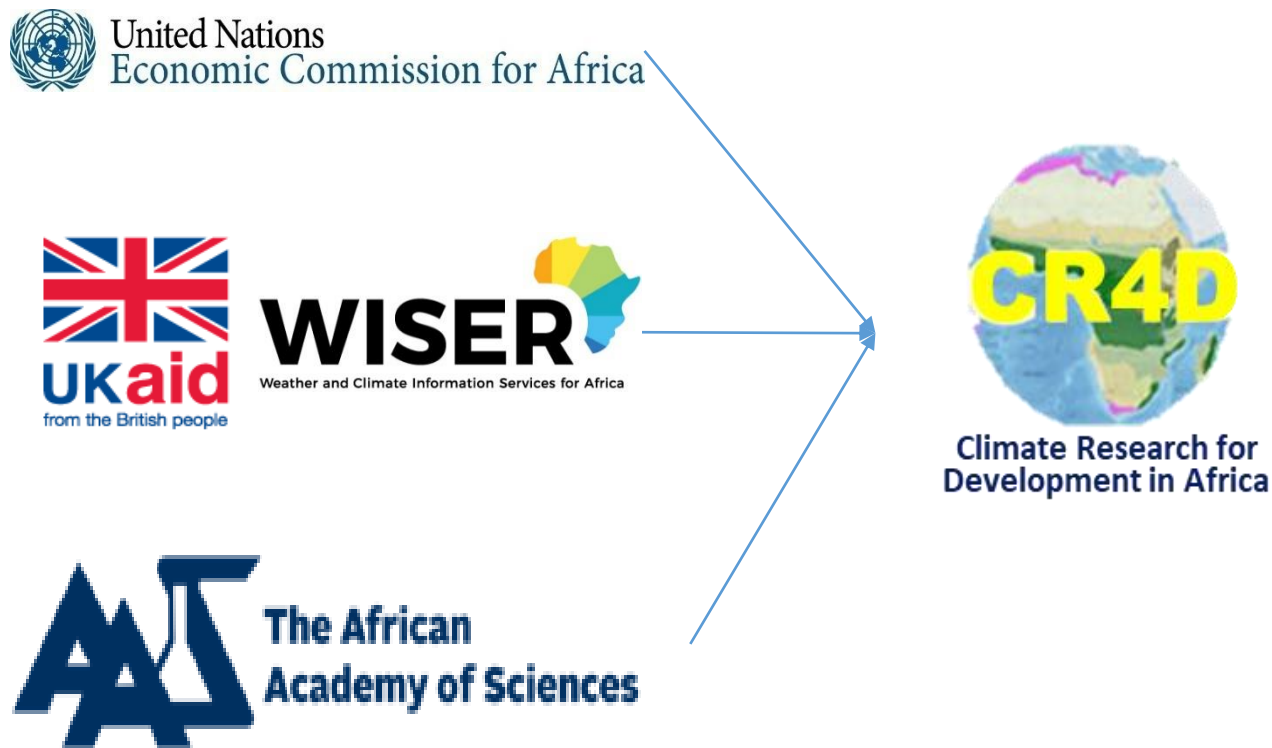 United Nations
Economic Commission for Africa
UKaid
from the British people
WISER
Weather and Climate Information Services for Africa
CR4D
Climate Research for
Development in Africa
AAS
The African
Academy of Sciences